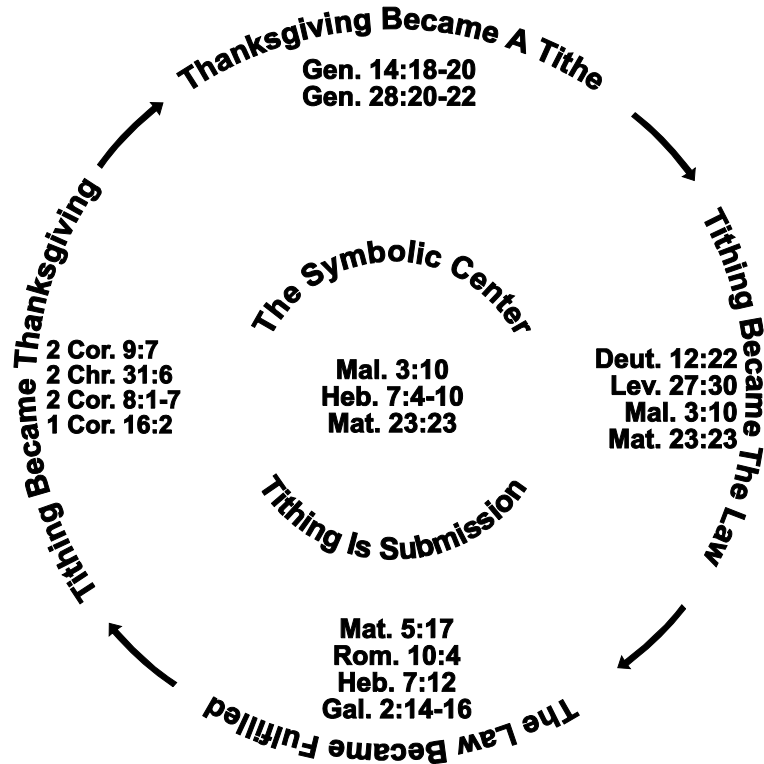 Thanksgiving Became A Tithe
Gen. 14:18-20
Gen. 28:20-22
Tithing Became The Law
Deut. 12:22
Lev. 27:30
Mal. 3:10
Mat. 23:23
The Law Became Fulfilled
Mat. 5:17
Rom. 10:4
Heb. 7:12
Gal. 2:14-16
Tithing Became Thanksgiving
2 Cor. 9:7
2 Chr. 31:6
2 Cor. 8:1-7
1 Cor. 16:2
The Symbolic Center
Mal. 3:10
Heb. 7:4-10
Mat. 23:23
Tithing Is Submission